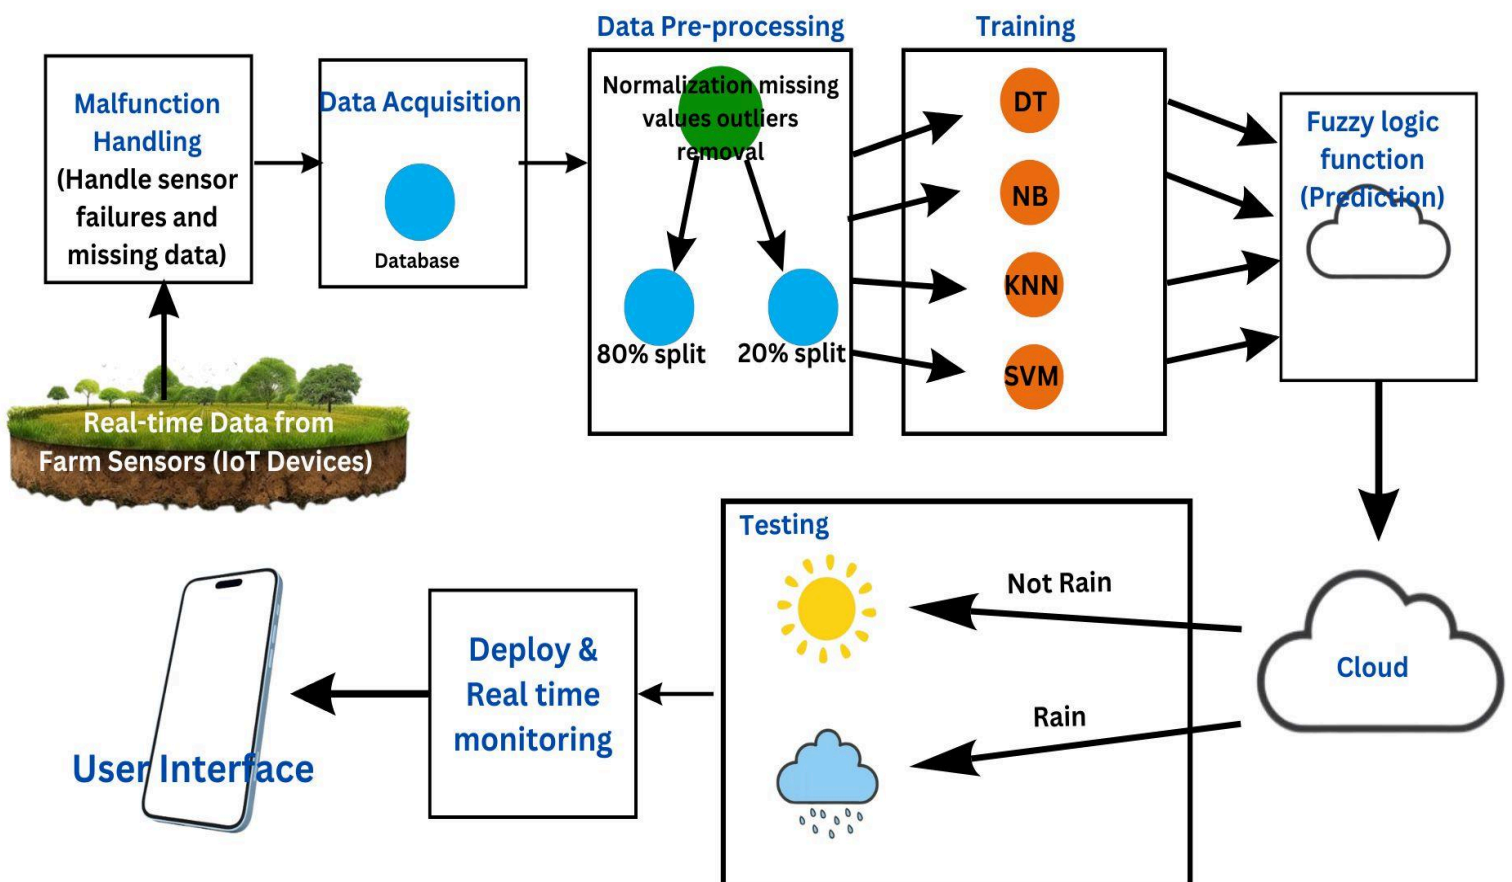 Malfunction
Handling
(Handle sensor
failures and
missing data)
Data Acquisition
Database
Data Pre-processing
Normalization missing
values outliers
removal
80% split
20% split
Training
DT
NB
KNN
SVM
Fuzzy logic
function
(Prediction)
Real-time Data from
Farm Sensors (IoT Devices)
Cloud
Testing
Not Rain
Rain
Deploy &
Real time
monitoring
User Interface